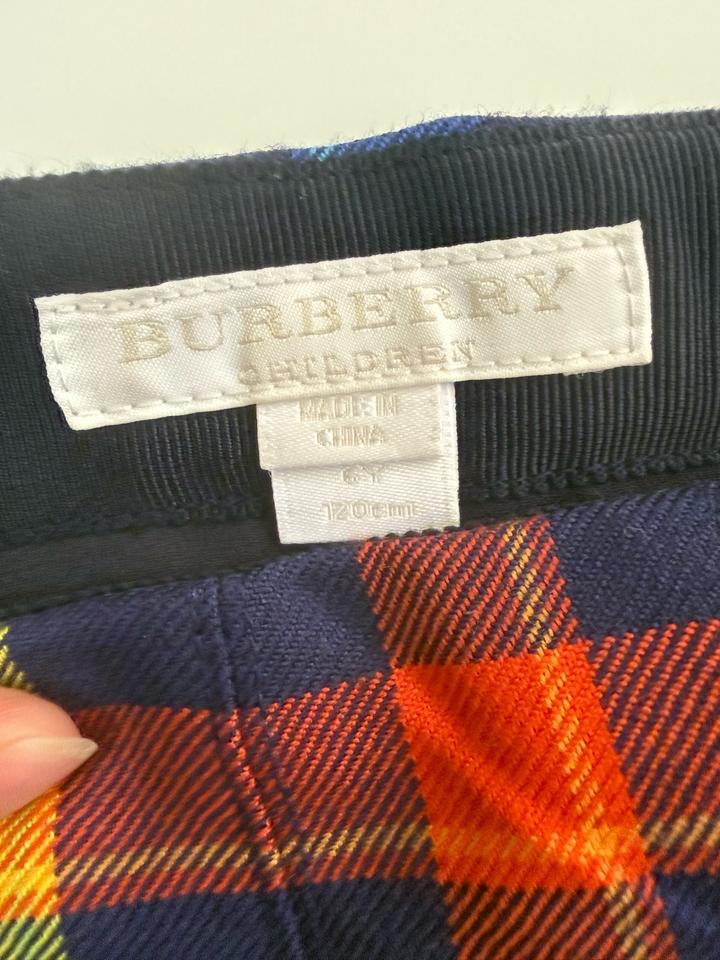 BURBERRY
CHILDREN
MADE IN
CHINA
6Y
120cm